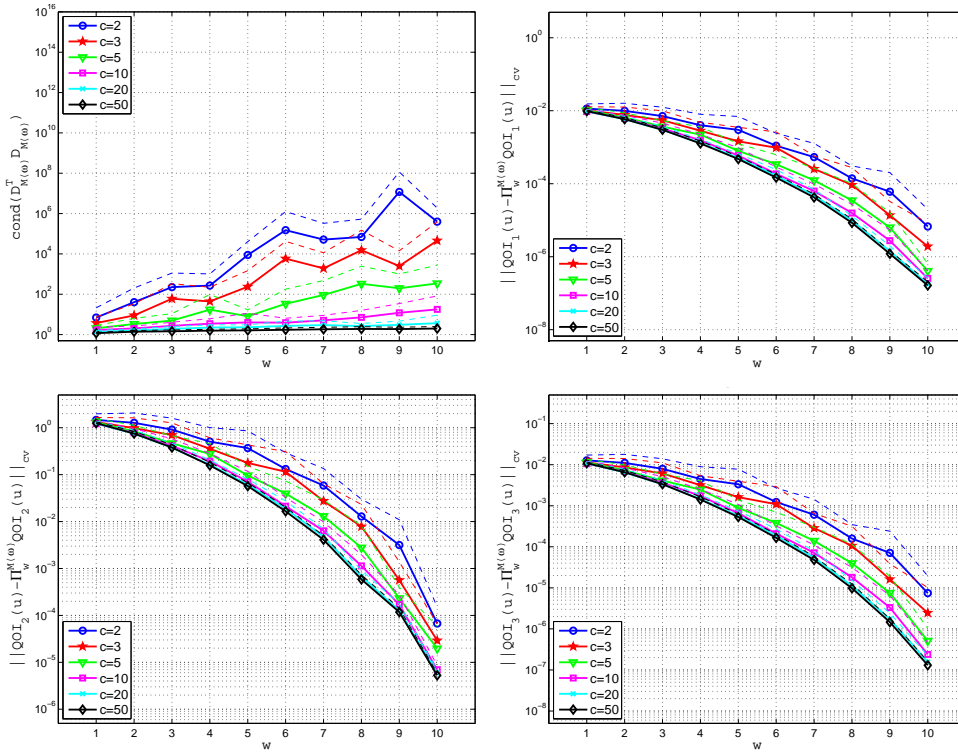 cond(D^T_{M(ω)} D_{M(ω)})
10^16
10^14
10^12
10^10
10^8
10^6
10^4
10^2
10^0
c=2
c=3
c=5
c=10
c=20
c=50
1 2 3 4 5 6 7 8 9 10
w
||QOI_1(u)-Π_w^{M(ω)}QOI_1(u)||_cv
10^0
10^-2
10^-4
10^-6
10^-8
c=2
c=3
c=5
c=10
c=20
c=50
1 2 3 4 5 6 7 8 9 10
w
||QOI_2(u)-Π_w^{M(ω)}QOI_2(u)||_cv
10^0
10^-1
10^-2
10^-3
10^-4
10^-5
10^-6
c=2
c=3
c=5
c=10
c=20
c=50
1 2 3 4 5 6 7 8 9 10
w
||QOI_3(u)-Π_w^{M(ω)}QOI_3(u)||_cv
10^-1
10^-2
10^-3
10^-4
10^-5
10^-6
10^-7
10^-8
c=2
c=3
c=5
c=10
c=20
c=50
1 2 3 4 5 6 7 8 9 10
w